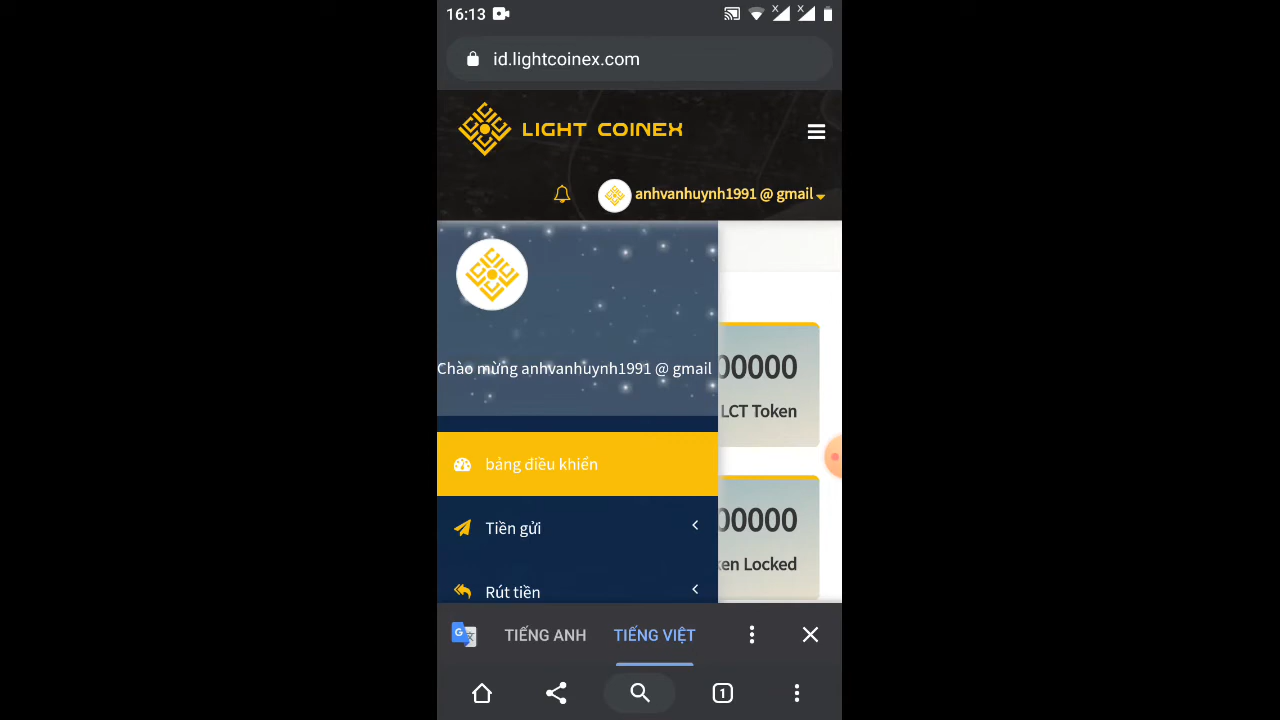 16:13
id.lightcoinex.com
LIGHT COINEX
anhvanhuynh1991 @ gmail
Chào mừng anhvanhuynh1991 @ gmail
00000
LCT Token
bảng điều khiển
Tiền gửi
00000
en Locked
Rút tiền
TIẾNG ANH TIẾNG VIỆT
1